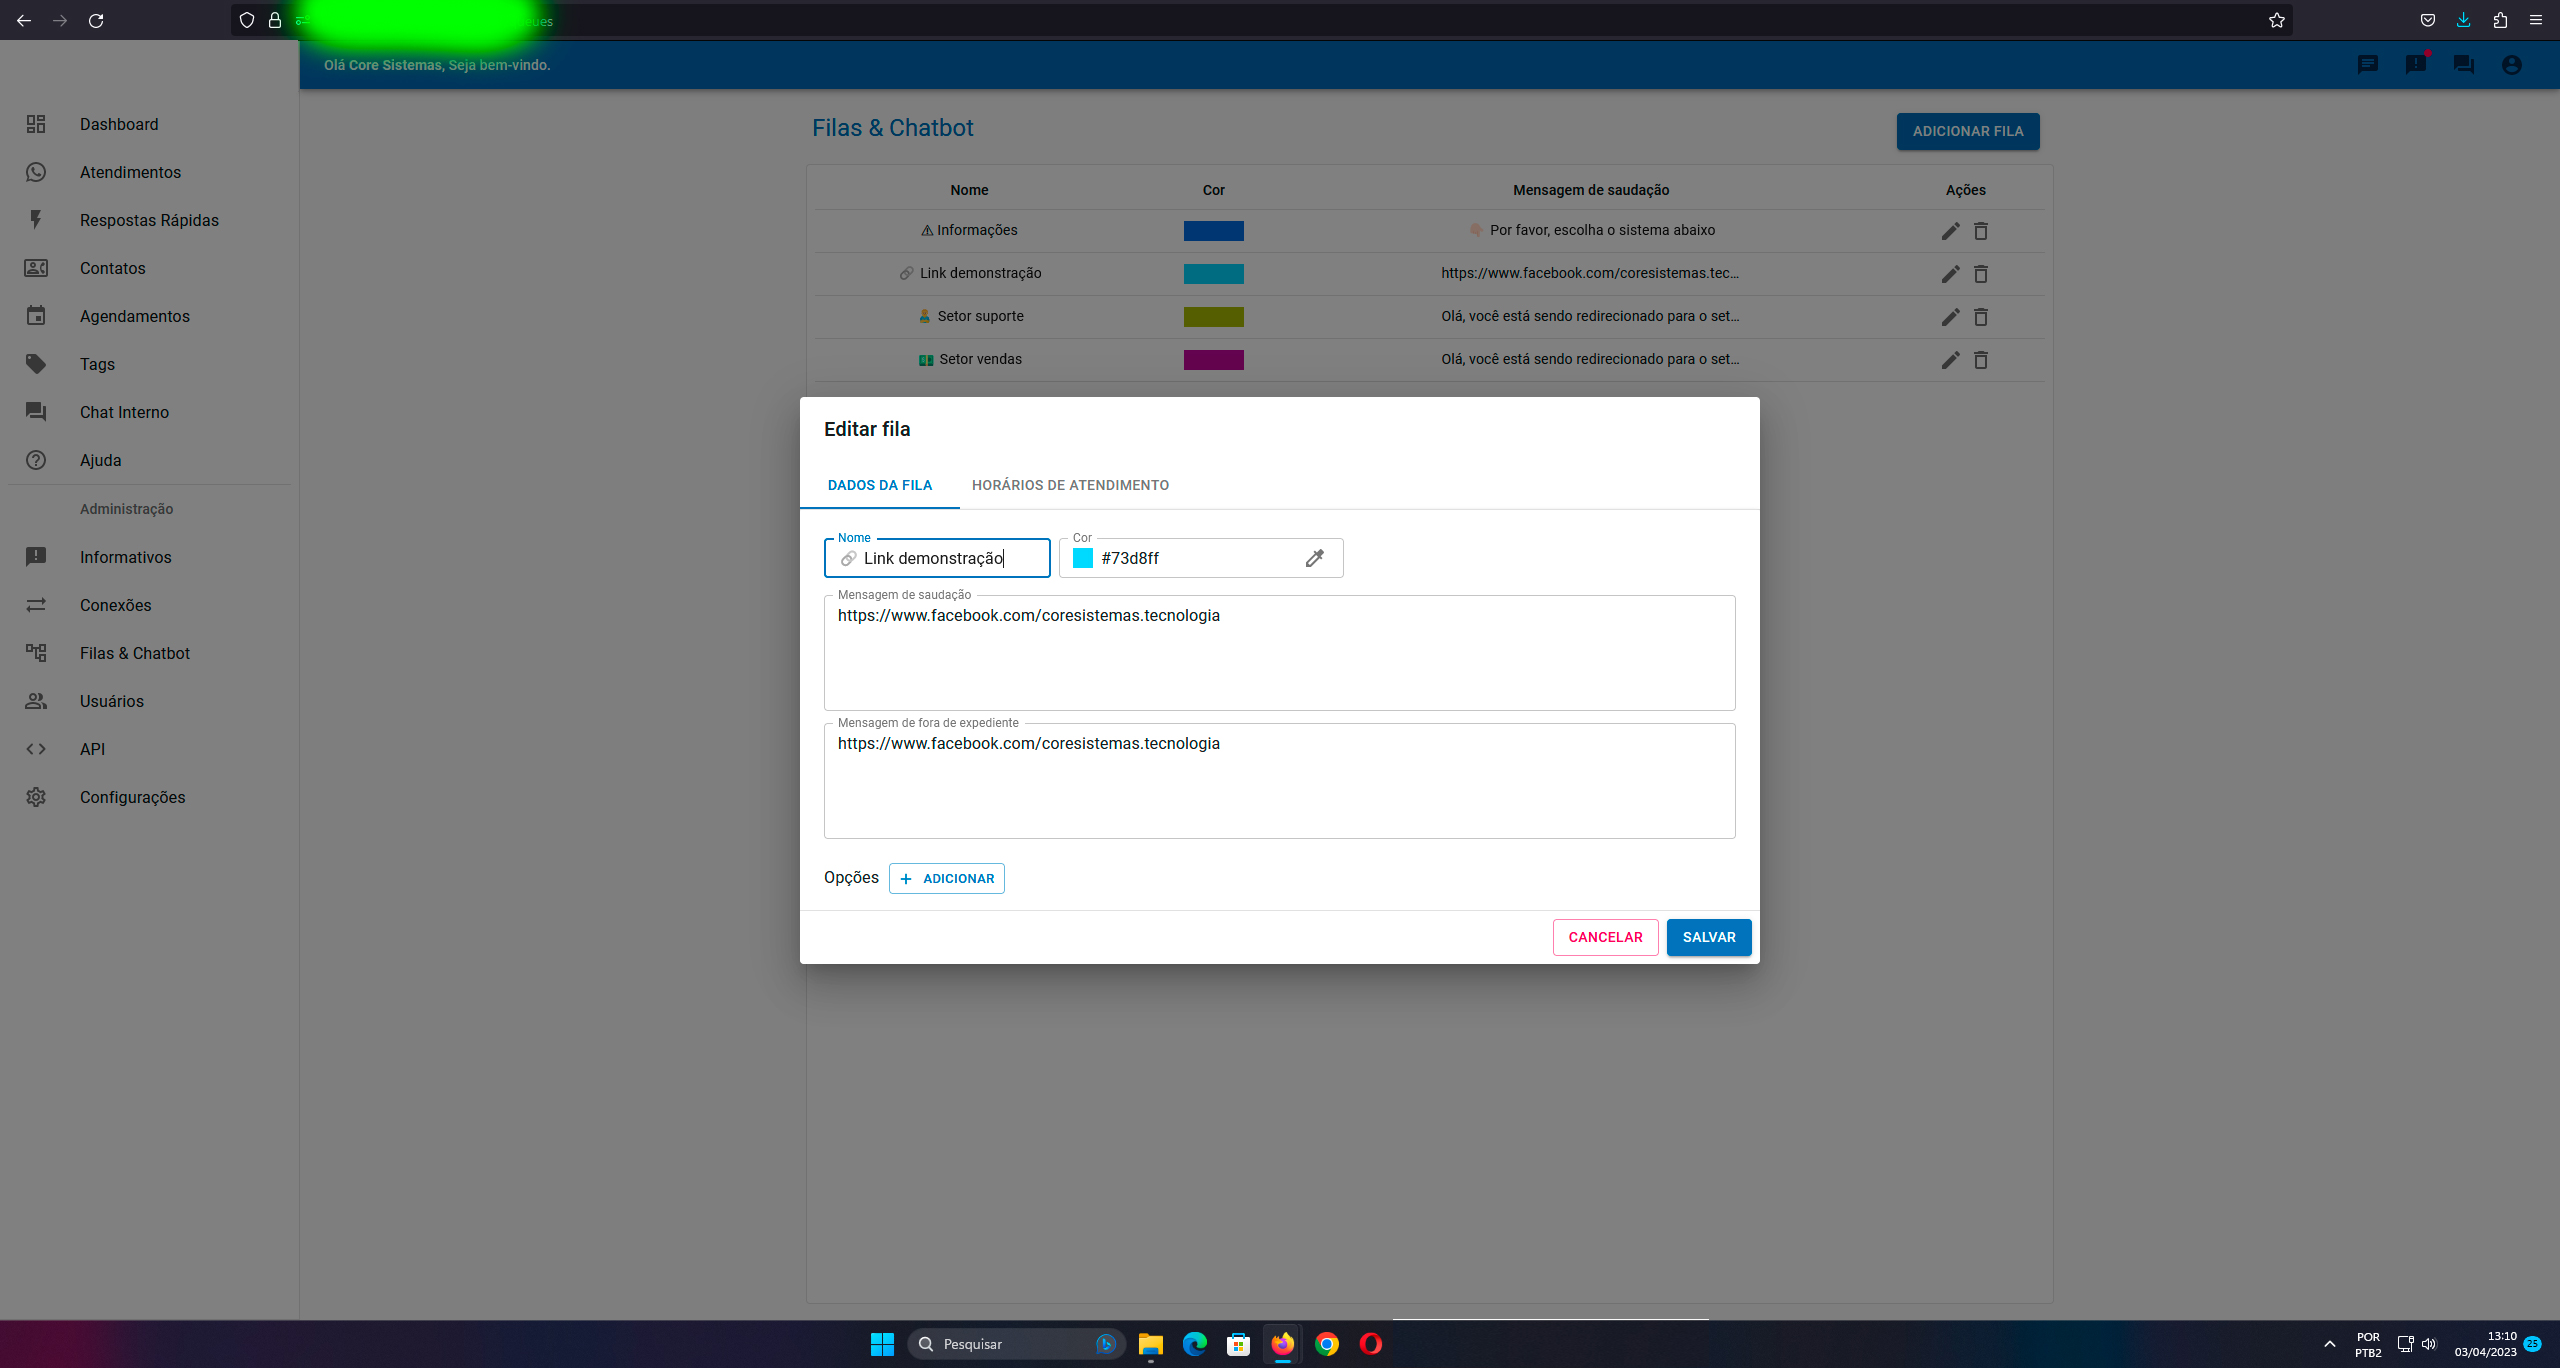 Olá Core Sistemas, Seja bem-vindo.
Dashboard
Atendimentos
Respostas Rápidas
Contatos
Agendamentos
Tags
Chat Interno
Ajuda
Administração
Informativos
Conexões
Filas & Chatbot
Usuários
API
Configurações
Filas & Chatbot
ADICIONAR FILA
Nome Cor Mensagem de saudação Ações
⚠ Informações 👇🏻 Por favor, escolha o sistema abaixo
🔗 Link demonstração https://www.facebook.com/coresistemas.tec...
Setor suporte Olá, você está sendo redirecionado para o set...
💵 Setor vendas Olá, você está sendo redirecionado para o set...
Editar fila
DADOS DA FILA HORÁRIOS DE ATENDIMENTO
Nome Cor
🔗 Link demonstração #73d8ff
Mensagem de saudação
https://www.facebook.com/coresistemas.tecnologia
Mensagem de fora de expediente
https://www.facebook.com/coresistemas.tecnologia
Opções + ADICIONAR
CANCELAR SALVAR
Pesquisar
POR
PTB2
13:10
03/04/2023
25